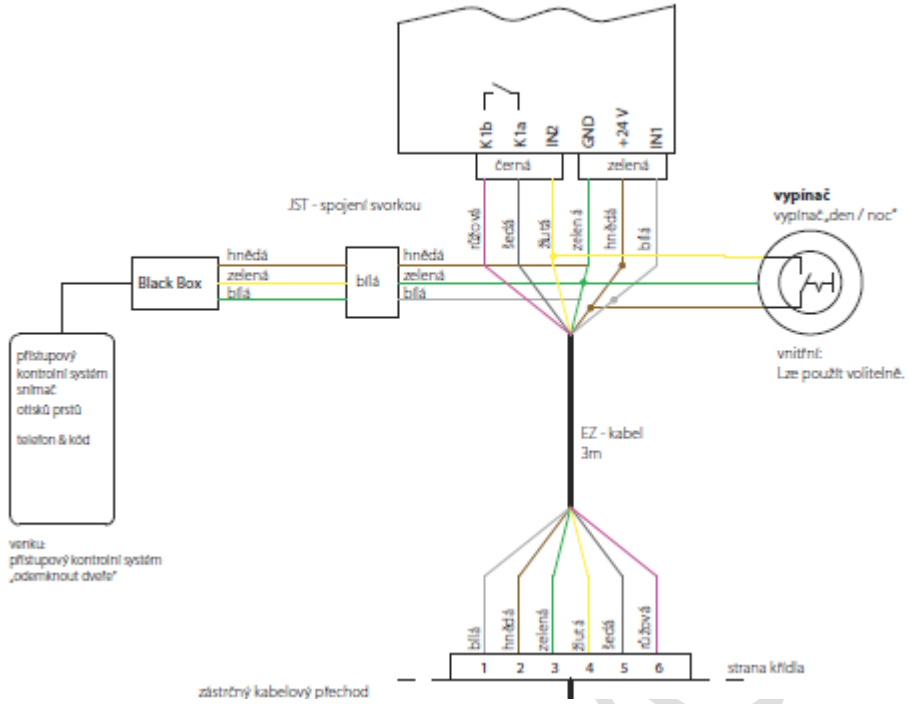 K1b
K1a
IN2
GND
+24 V
IN1
černá
zelená
JST - spojení svorkou
růžová
šedá
žlutá
zelená
hnědá
bílá
vypínač
vypínač„den / noc"
hnědá
zelená
bílá
Black Box
bílá
hnědá
zelená
bílá
přístupový
kontrolní systém
snímač
otisků prstů
telefon & kód
vnitřní:
Lze použít volitelně.
EZ - kabel
3m
venku:
přístupový kontrolní systém
„odemknout dveře"
bílá
hnědá
zelená
žlutá
šedá
růžová
1
2
3
4
5
6
strana křídla
zástrčný kabelový přechod